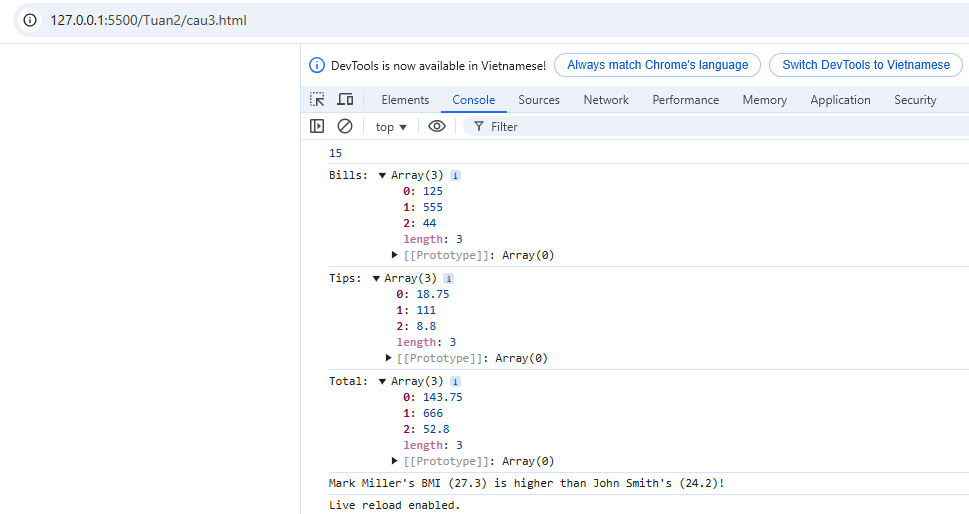 127.0.0.1:5500/Tuan2/cau3.html
DevTools is now available in Vietnamese! Always match Chrome's language Switch DevTools to Vietnamese
Elements Console Sources Network Performance Memory Application Security
top Filter
15
Bills: Array(3) i
0: 125
1: 555
2: 44
length: 3
[[Prototype]]: Array(0)
Tips: Array(3) i
0: 18.75
1: 111
2: 8.8
length: 3
[[Prototype]]: Array(0)
Total: Array(3) i
0: 143.75
1: 666
2: 52.8
length: 3
[[Prototype]]: Array(0)
Mark Miller's BMI (27.3) is higher than John Smith's (24.2)!
Live reload enabled.